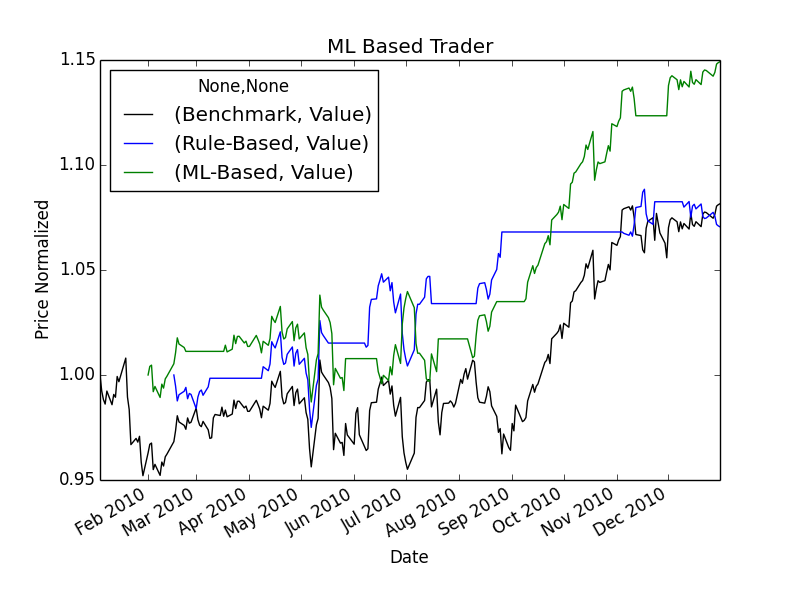 ML Based Trader
None,None
(Benchmark, Value)
(Rule-Based, Value)
(ML-Based, Value)
Price Normalized
1.15
1.10
1.05
1.00
0.95
Feb 2010
Mar 2010
Apr 2010
May 2010
Jun 2010
Jul 2010
Aug 2010
Sep 2010
Oct 2010
Nov 2010
Dec 2010
Date